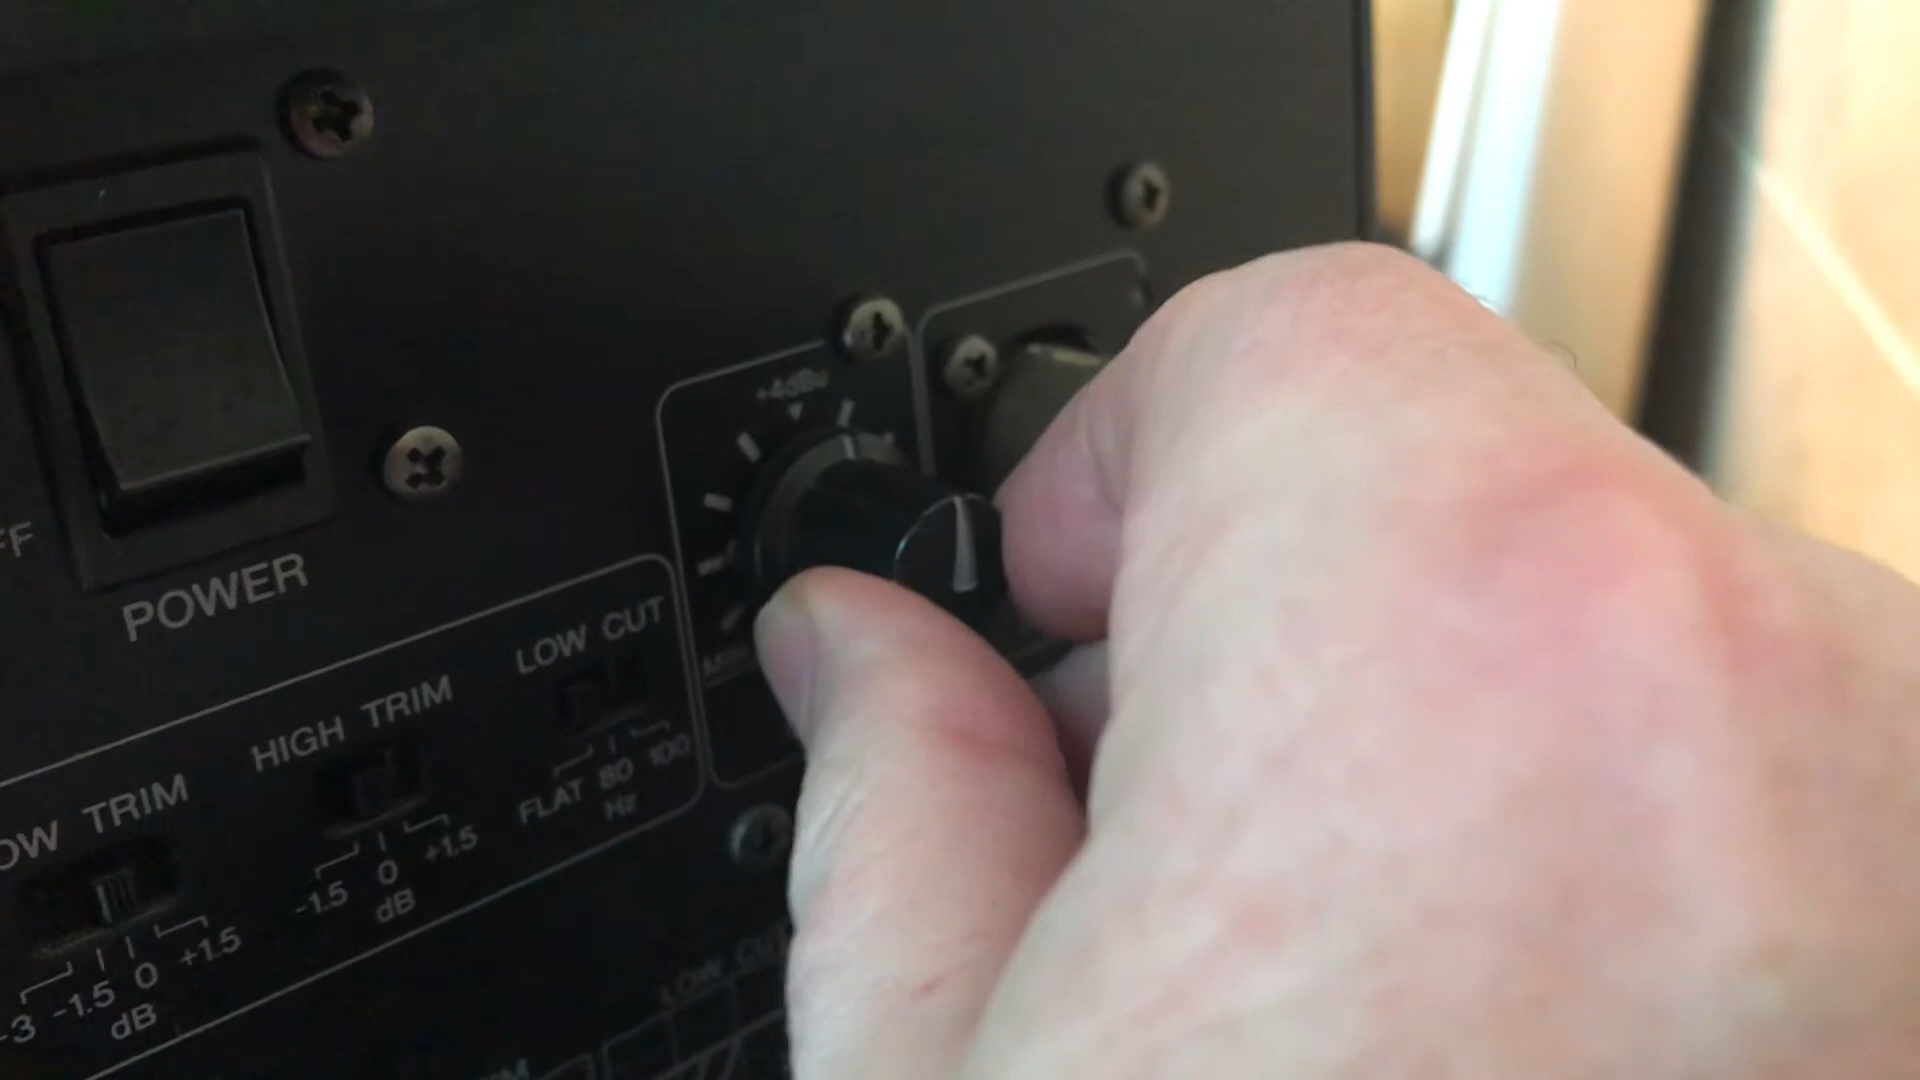 +4dBu
FF
POWER
LOW CUT
FLAT 80 100
Hz
HIGH TRIM
-1.5 0 +1.5
dB
OW TRIM
-3 -1.5 0 +1.5
dB
LOW CUT